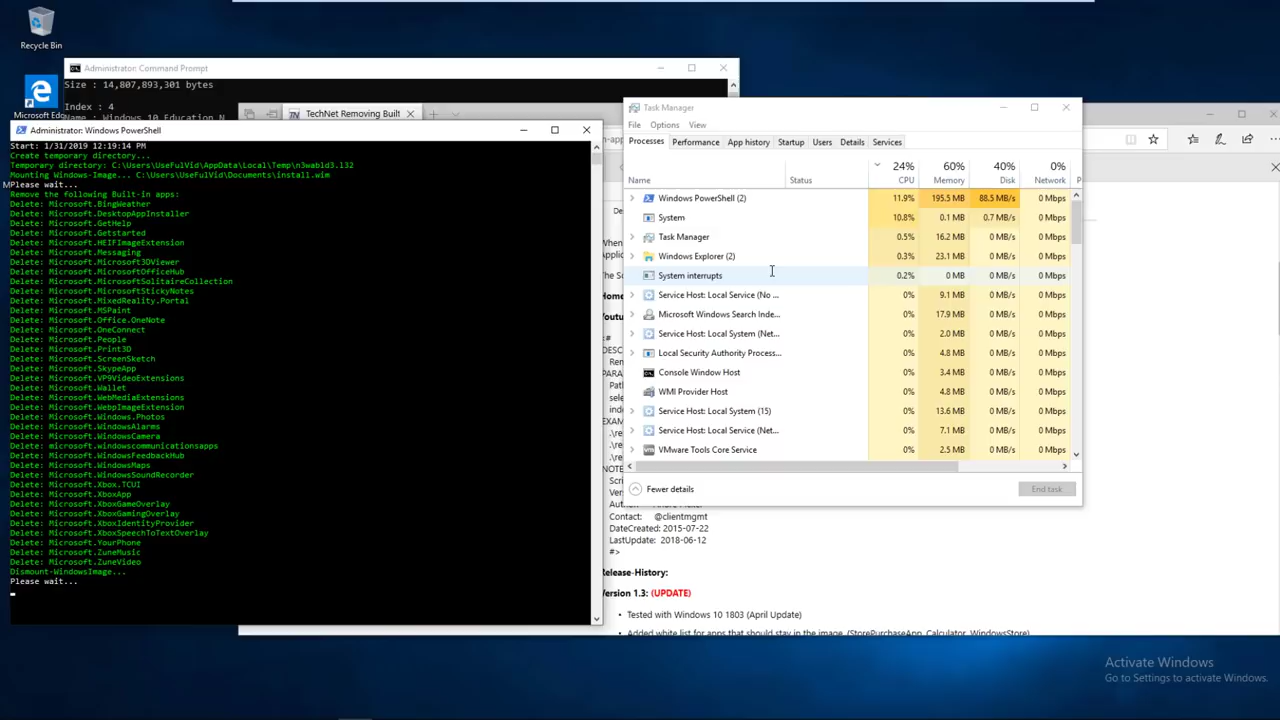 Recycle Bin
Microsoft Edg
Administrator: Command Prompt
Size : 14,807,893,301 bytes
Index : 4
Name : Windows 10 Education N
TechNet Removing Built
Administrator: Windows PowerShell
Start: 1/31/2019 12:19:14 PM
Create temporary directory...
Temporary directory: C:\Users\UseFulVid\AppData\Local\Temp\n3wabld3.l32
Mounting Windows-Image... C:\Users\UseFulVid\Documents\install.wim
Please wait...
Remove the following Built-in apps:
Delete: Microsoft.BingWeather
Delete: Microsoft.DesktopAppInstaller
Delete: Microsoft.GetHelp
Delete: Microsoft.Getstarted
Delete: Microsoft.HEIFImageExtension
Delete: Microsoft.Messaging
Delete: Microsoft.Microsoft3DViewer
Delete: Microsoft.MicrosoftOfficeHub
Delete: Microsoft.MicrosoftSolitaireCollection
Delete: Microsoft.MicrosoftStickyNotes
Delete: Microsoft.MixedReality.Portal
Delete: Microsoft.MSPaint
Delete: Microsoft.Office.OneNote
Delete: Microsoft.OneConnect
Delete: Microsoft.People
Delete: Microsoft.Print3D
Delete: Microsoft.ScreenSketch
Delete: Microsoft.SkypeApp
Delete: Microsoft.VP9VideoExtensions
Delete: Microsoft.Wallet
Delete: Microsoft.WebMediaExtensions
Delete: Microsoft.WebpImageExtension
Delete: Microsoft.Windows.Photos
Delete: Microsoft.WindowsAlarms
Delete: Microsoft.WindowsCamera
Delete: microsoft.windowscommunicationsapps
Delete: Microsoft.WindowsFeedbackHub
Delete: Microsoft.WindowsMaps
Delete: Microsoft.WindowsSoundRecorder
Delete: Microsoft.Xbox.TCUI
Delete: Microsoft.XboxApp
Delete: Microsoft.XboxGameOverlay
Delete: Microsoft.XboxGamingOverlay
Delete: Microsoft.XboxIdentityProvider
Delete: Microsoft.XboxSpeechToTextOverlay
Delete: Microsoft.YourPhone
Delete: Microsoft.ZuneMusic
Delete: Microsoft.ZuneVideo
Dismount-WindowsImage...
Please wait...
Task Manager
File Options View
Processes Performance App history Startup Users Details Services
24% 60% 40% 0%
Name Status CPU Memory Disk Network P
Windows PowerShell (2) 11.9% 195.5 MB 88.5 MB/s 0 Mbps
System 10.8% 0.1 MB 0.7 MB/s 0 Mbps
Task Manager 0.5% 16.2 MB 0 MB/s 0 Mbps
Windows Explorer (2) 0.3% 23.1 MB 0 MB/s 0 Mbps
System interrupts 0.2% 0 MB 0 MB/s 0 Mbps
Service Host: Local Service (No ... 0% 9.1 MB 0 MB/s 0 Mbps
Microsoft Windows Search Inde... 0% 17.9 MB 0 MB/s 0 Mbps
Service Host: Local System (Net... 0% 2.0 MB 0 MB/s 0 Mbps
Local Security Authority Process... 0% 4.8 MB 0 MB/s 0 Mbps
Console Window Host 0% 3.4 MB 0 MB/s 0 Mbps
WMI Provider Host 0% 4.7 MB 0 MB/s 0 Mbps
Service Host: Local System (15) 0% 13.6 MB 0 MB/s 0 Mbps
Service Host: Local Service (Net... 0% 7.1 MB 0 MB/s 0 Mbps
VMware Tools Core Service 0% 2.5 MB 0 MB/s 0 Mbps
Fewer details End task
Contact: @clientmgmt
DateCreated: 2015-07-22
LastUpdate: 2018-06-12
#>
Release-History:
Version 1.3: (UPDATE)
• Tested with Windows 10 1803 (April Update)
• Added white list for apps that should stay in the image. (StorePurchaseApp, Calculator, WindowsStore)
Activate Windows
Go to Settings to activate Windows.